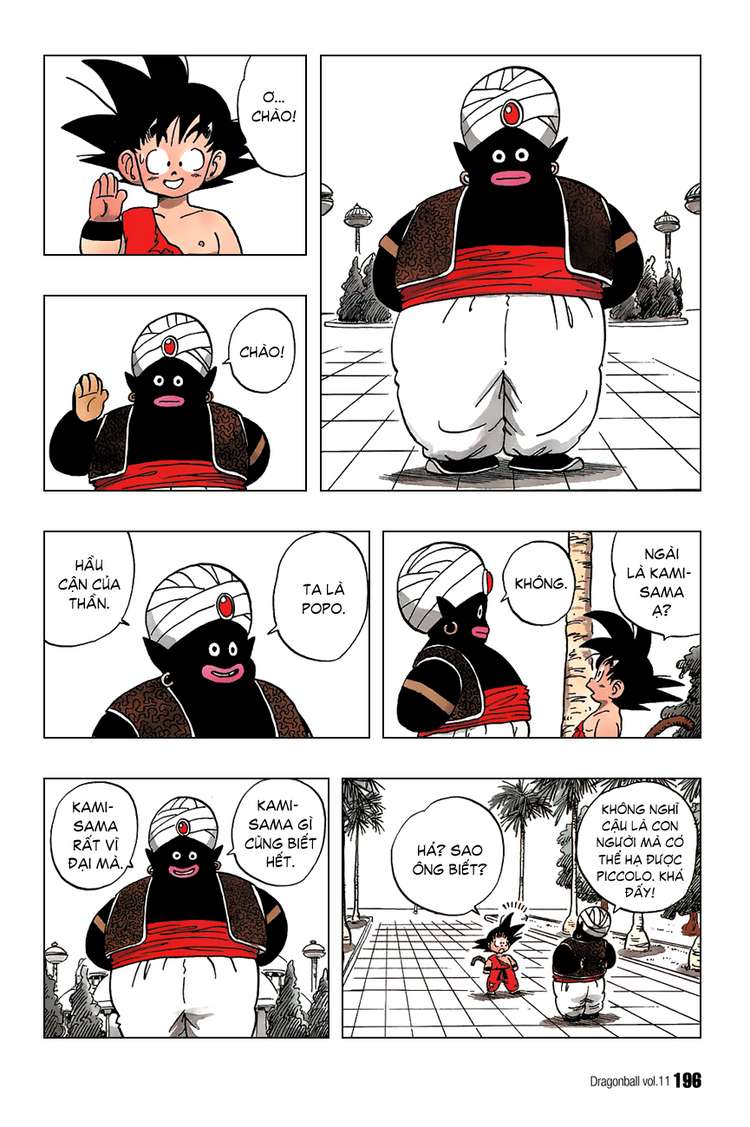 Ơ...
CHÀO!
CHÀO!
NGÀI
LÀ KAMI-
SAMA
Ạ?
KHÔNG.
TA LÀ
POPO.
HẦU
CẬN CỦA
THẦN.
KHÔNG NGHĨ
CẬU LÀ CON
NGƯỜI MÀ CÓ
THỂ HẠ ĐƯỢC
PICCOLO. KHÁ
ĐẤY!
HẢ? SAO
ÔNG BIẾT?
KAMI-
SAMA GÌ
CŨNG BIẾT
HẾT.
KAMI-
SAMA
RẤT VĨ
ĐẠI MÀ.
Dragonball vol.11 196